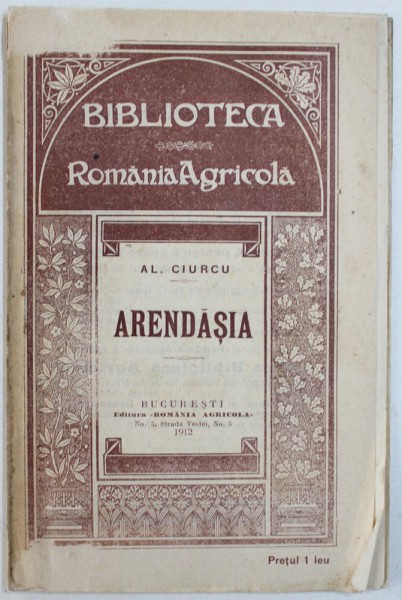 BIBLIOTECA
România Agricolă
AL. CIURCU
ARENDĂȘIA
BUCUREȘTI
Editura «ROMÂNIA AGRICOLA»
No. 5, Strada Vestei, No. 5
1912
Prețul 1 leu